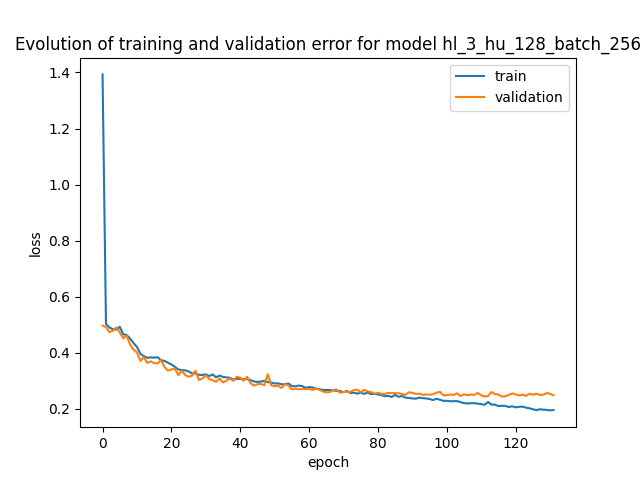 Evolution of training and validation error for model hl_3_hu_128_batch_256
train
validation
1.4
1.2
1.0
0.8
0.6
0.4
0.2
loss
0
20
40
60
80
100
120
epoch